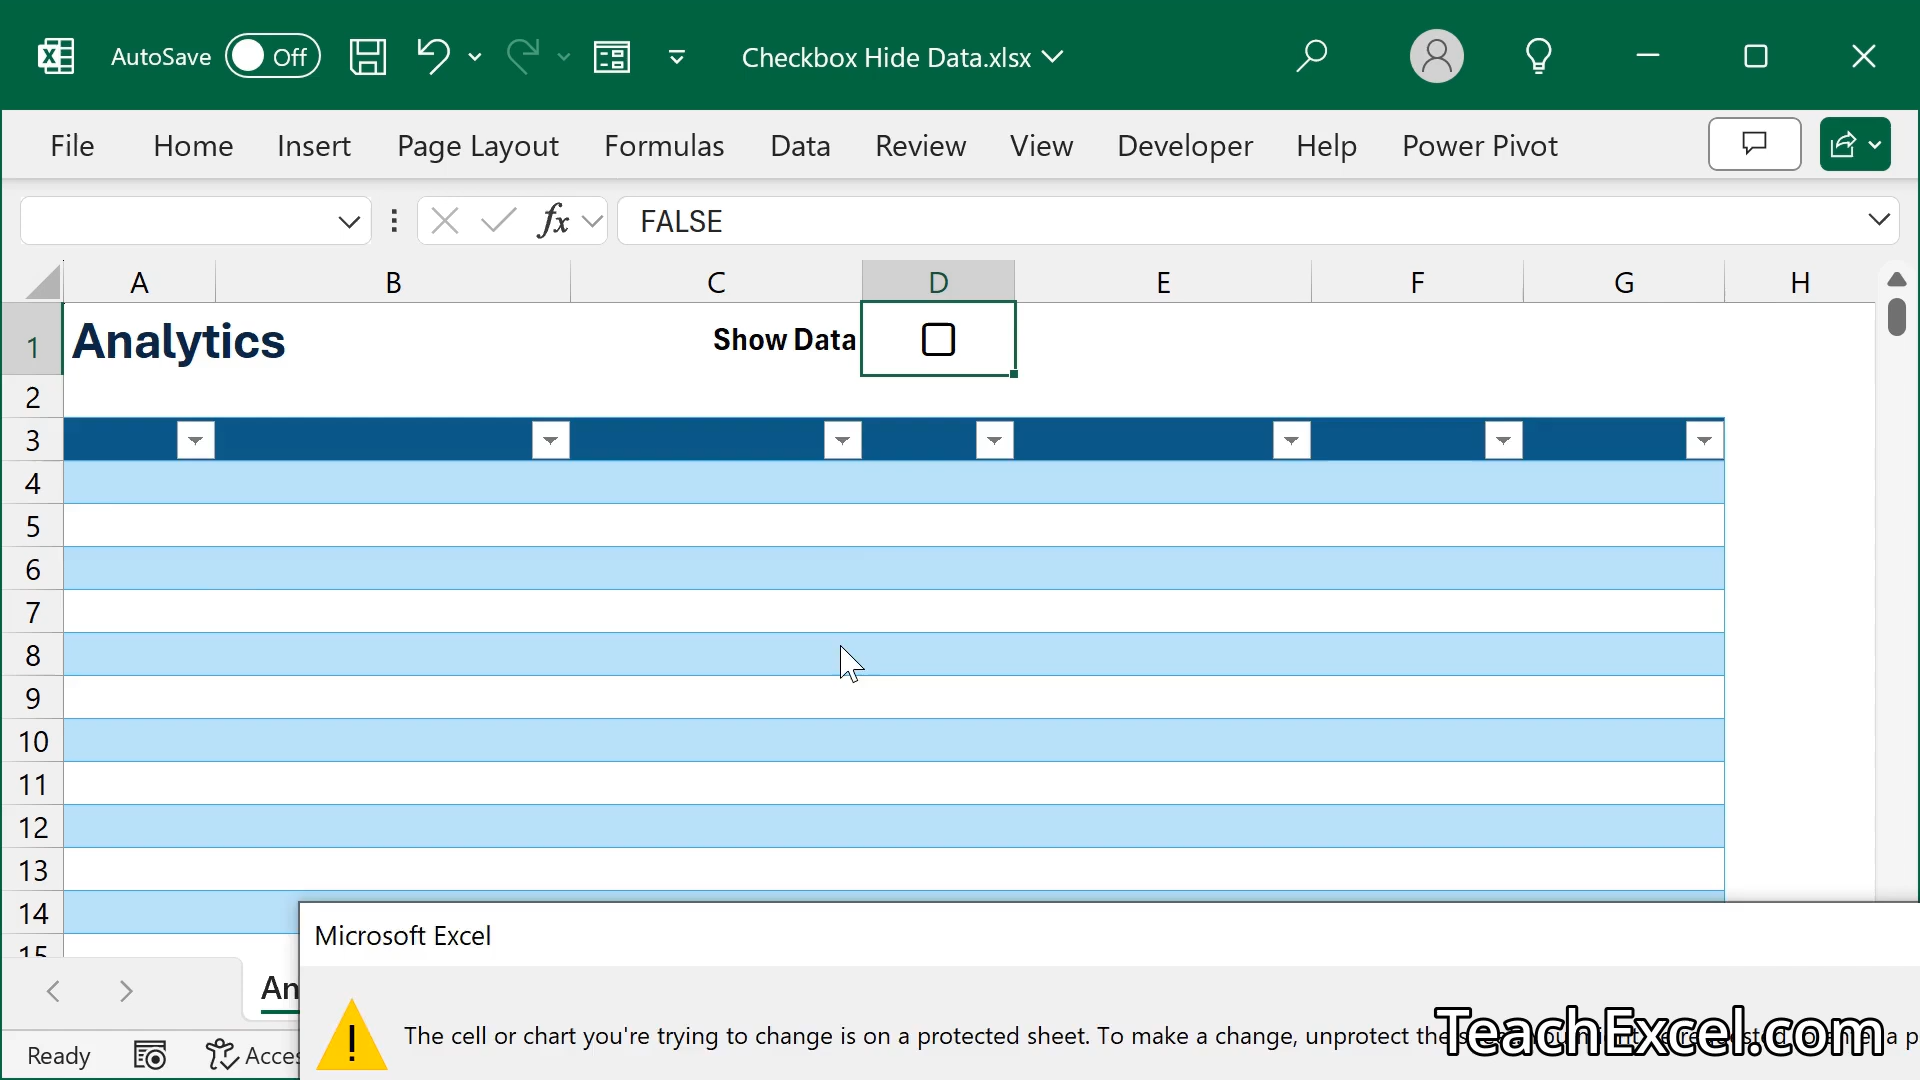 AutoSave Off Checkbox Hide Data.xlsx
File Home Insert Page Layout Formulas Data Review View Developer Help Power Pivot
fx FALSE
A B C D E F G H
1 Analytics Show Data
2
3
4
5
6
7
8
9
10
11
12
13
14
15
Microsoft Excel
An
The cell or chart you're trying to change is on a protected sheet. To make a change, unprotect the
TeachExcel.com
Ready Acces